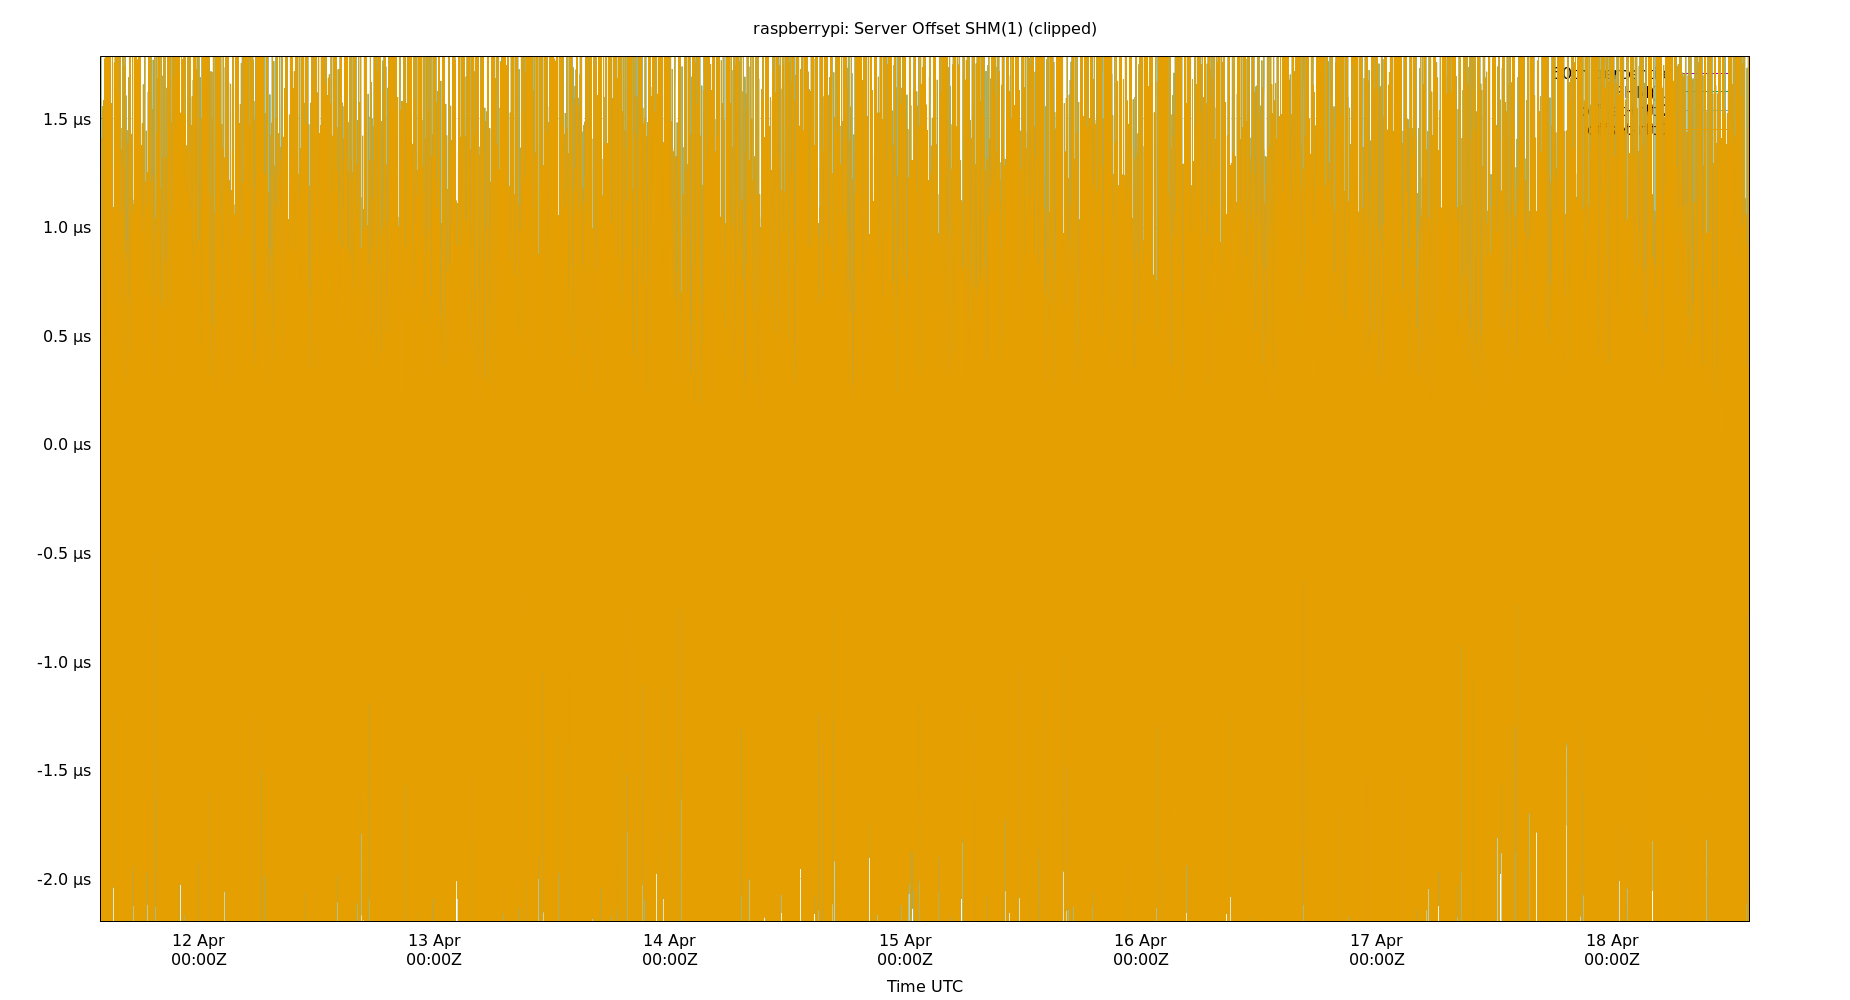 raspberrypi: Server Offset SHM(1) (clipped)
1.5 µs
1.0 µs
0.5 µs
0.0 µs
-0.5 µs
-1.0 µs
-1.5 µs
-2.0 µs
12 Apr 13 Apr 14 Apr 15 Apr 16 Apr 17 Apr 18 Apr
00:00Z 00:00Z 00:00Z 00:00Z 00:00Z 00:00Z 00:00Z
Time UTC